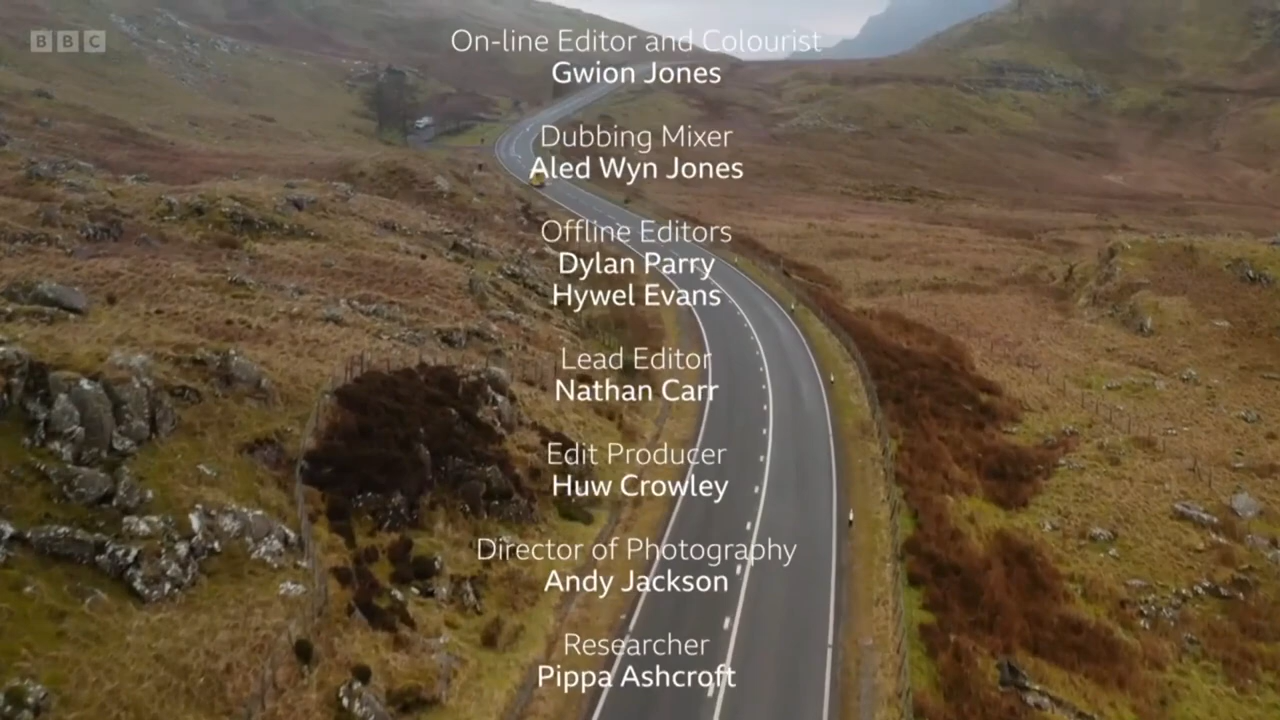 BBC
On-line Editor and Colourist
Gwion Jones
Dubbing Mixer
Aled Wyn Jones
Offline Editors
Dylan Parry
Hywel Evans
Lead Editor
Nathan Carr
Edit Producer
Huw Crowley
Director of Photography
Andy Jackson
Researcher
Pippa Ashcroft